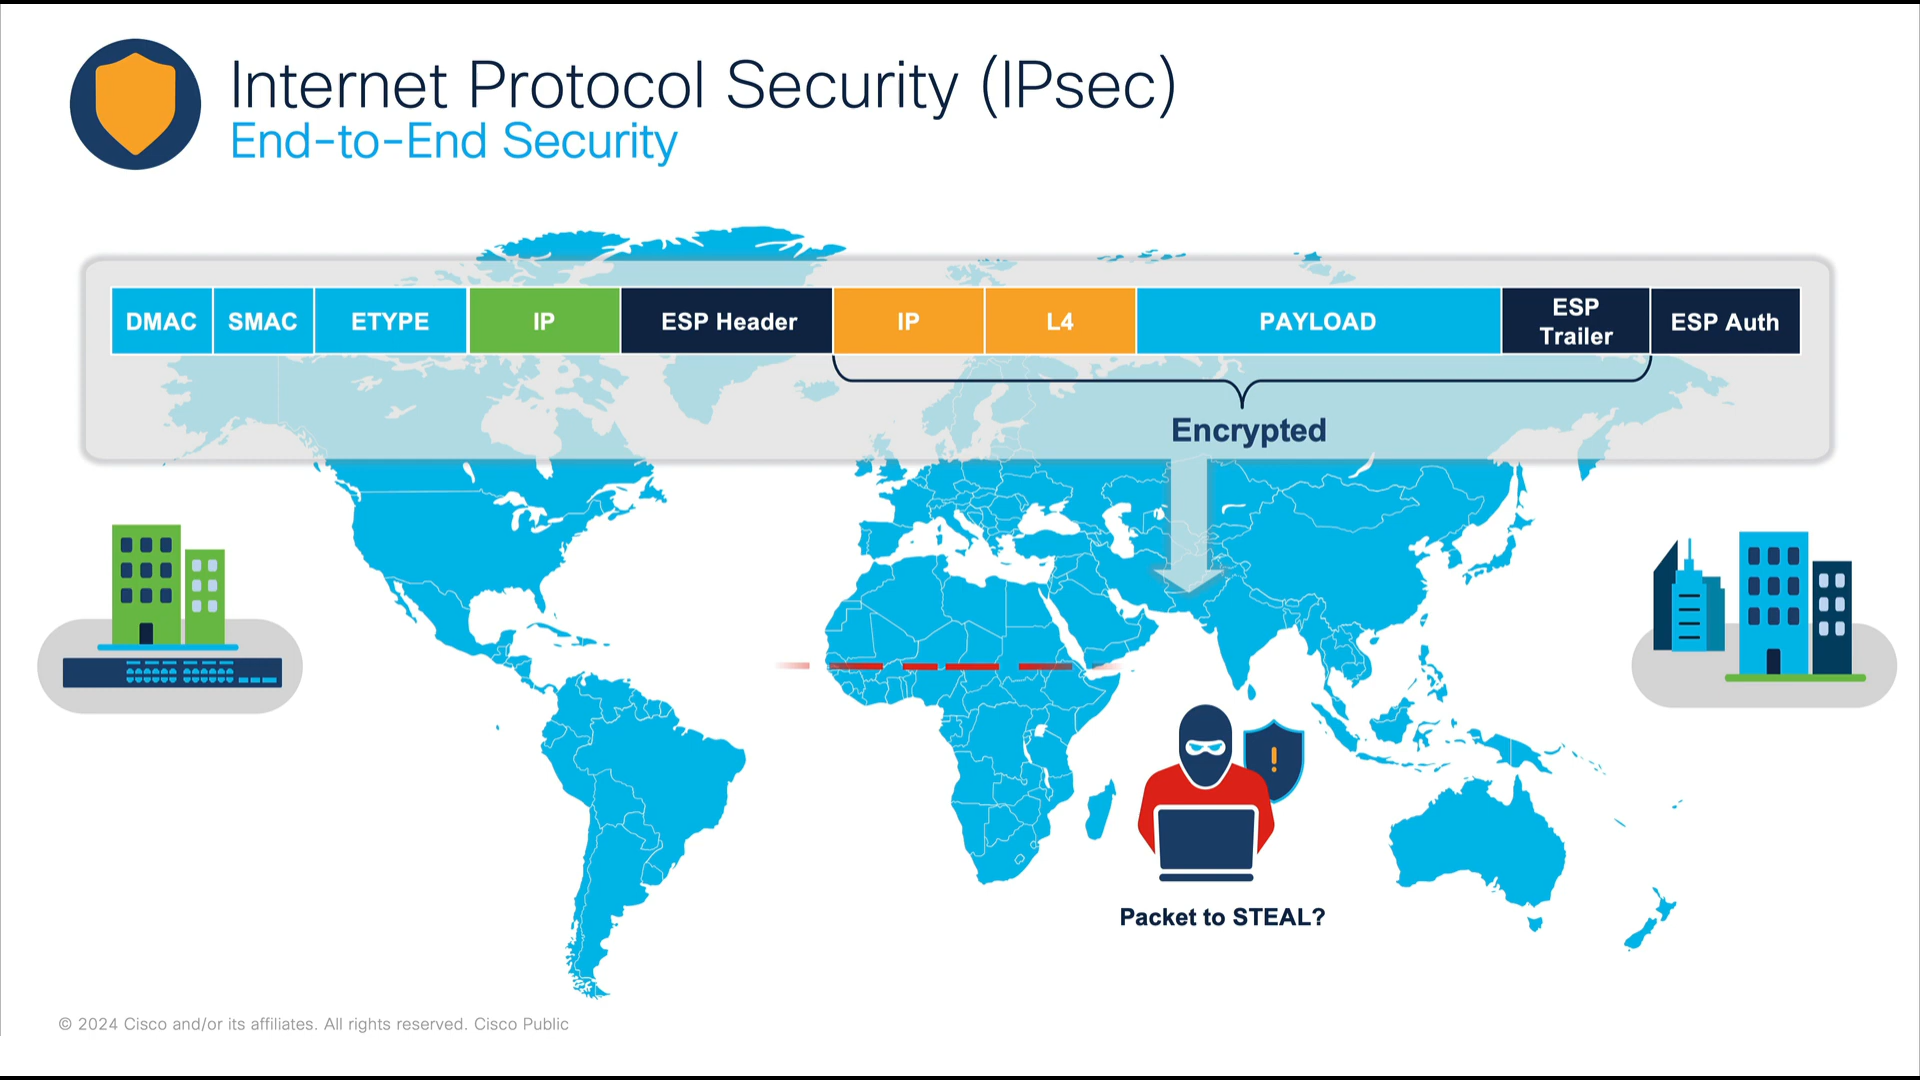 Internet Protocol Security (IPsec)
End-to-End Security
DMAC SMAC ETYPE IP ESP Header IP L4 PAYLOAD ESP Trailer ESP Auth
Encrypted
!
Packet to STEAL?
© 2024 Cisco and/or its affiliates. All rights reserved. Cisco Public